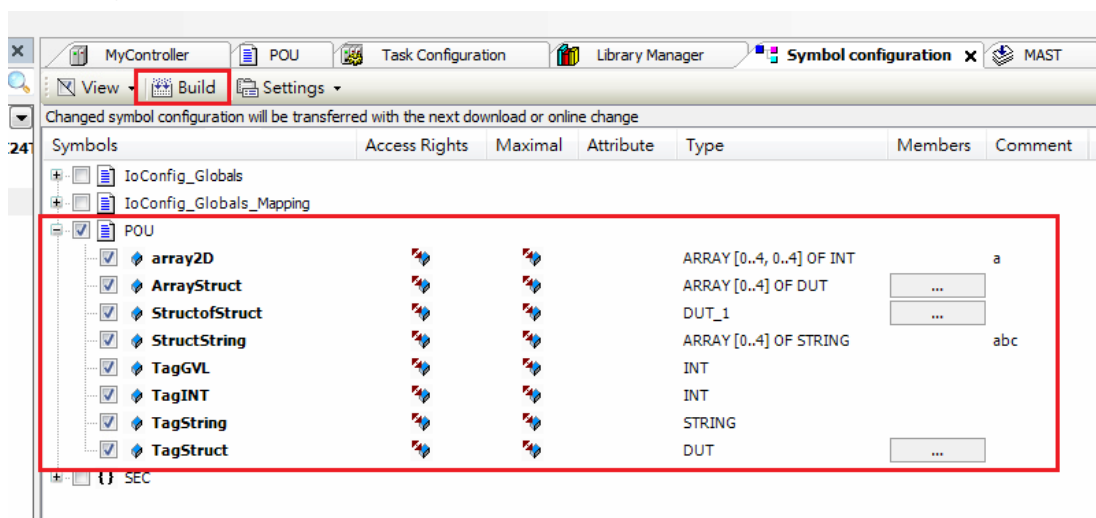 MyController POU Task Configuration Library Manager Symbol configuration x MAST
View Build Settings
Changed symbol configuration will be transferred with the next download or online change
:24T
Symbols Access Rights Maximal Attribute Type Members Comment
IoConfig_Globals
IoConfig_Globals_Mapping
POU
array2D ARRAY [0..4, 0..4] OF INT a
ArrayStruct ARRAY [0..4] OF DUT ...
StructofStruct DUT_1 ...
StructString ARRAY [0..4] OF STRING abc
TagGVL INT
TagINT INT
TagString STRING
TagStruct DUT ...
{} SEC